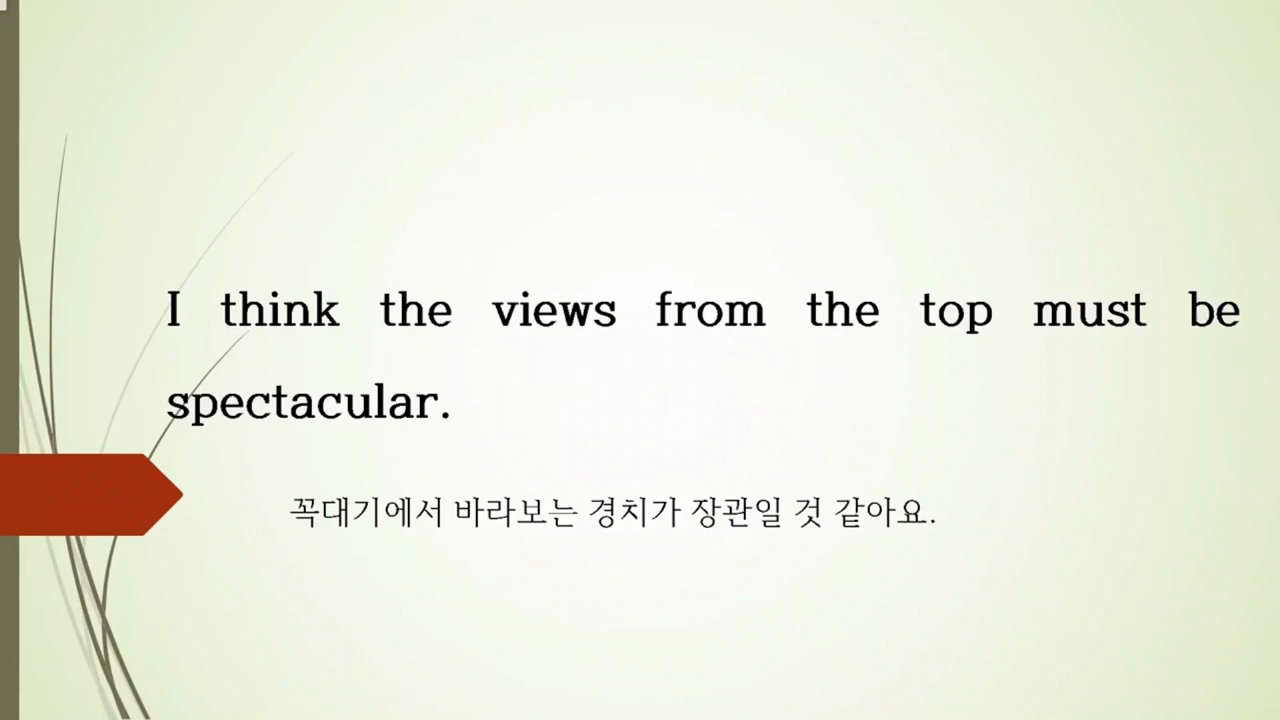 I think the views from the top must be
spectacular.
꼭대기에서 바라보는 경치가 장관일 것 같아요.